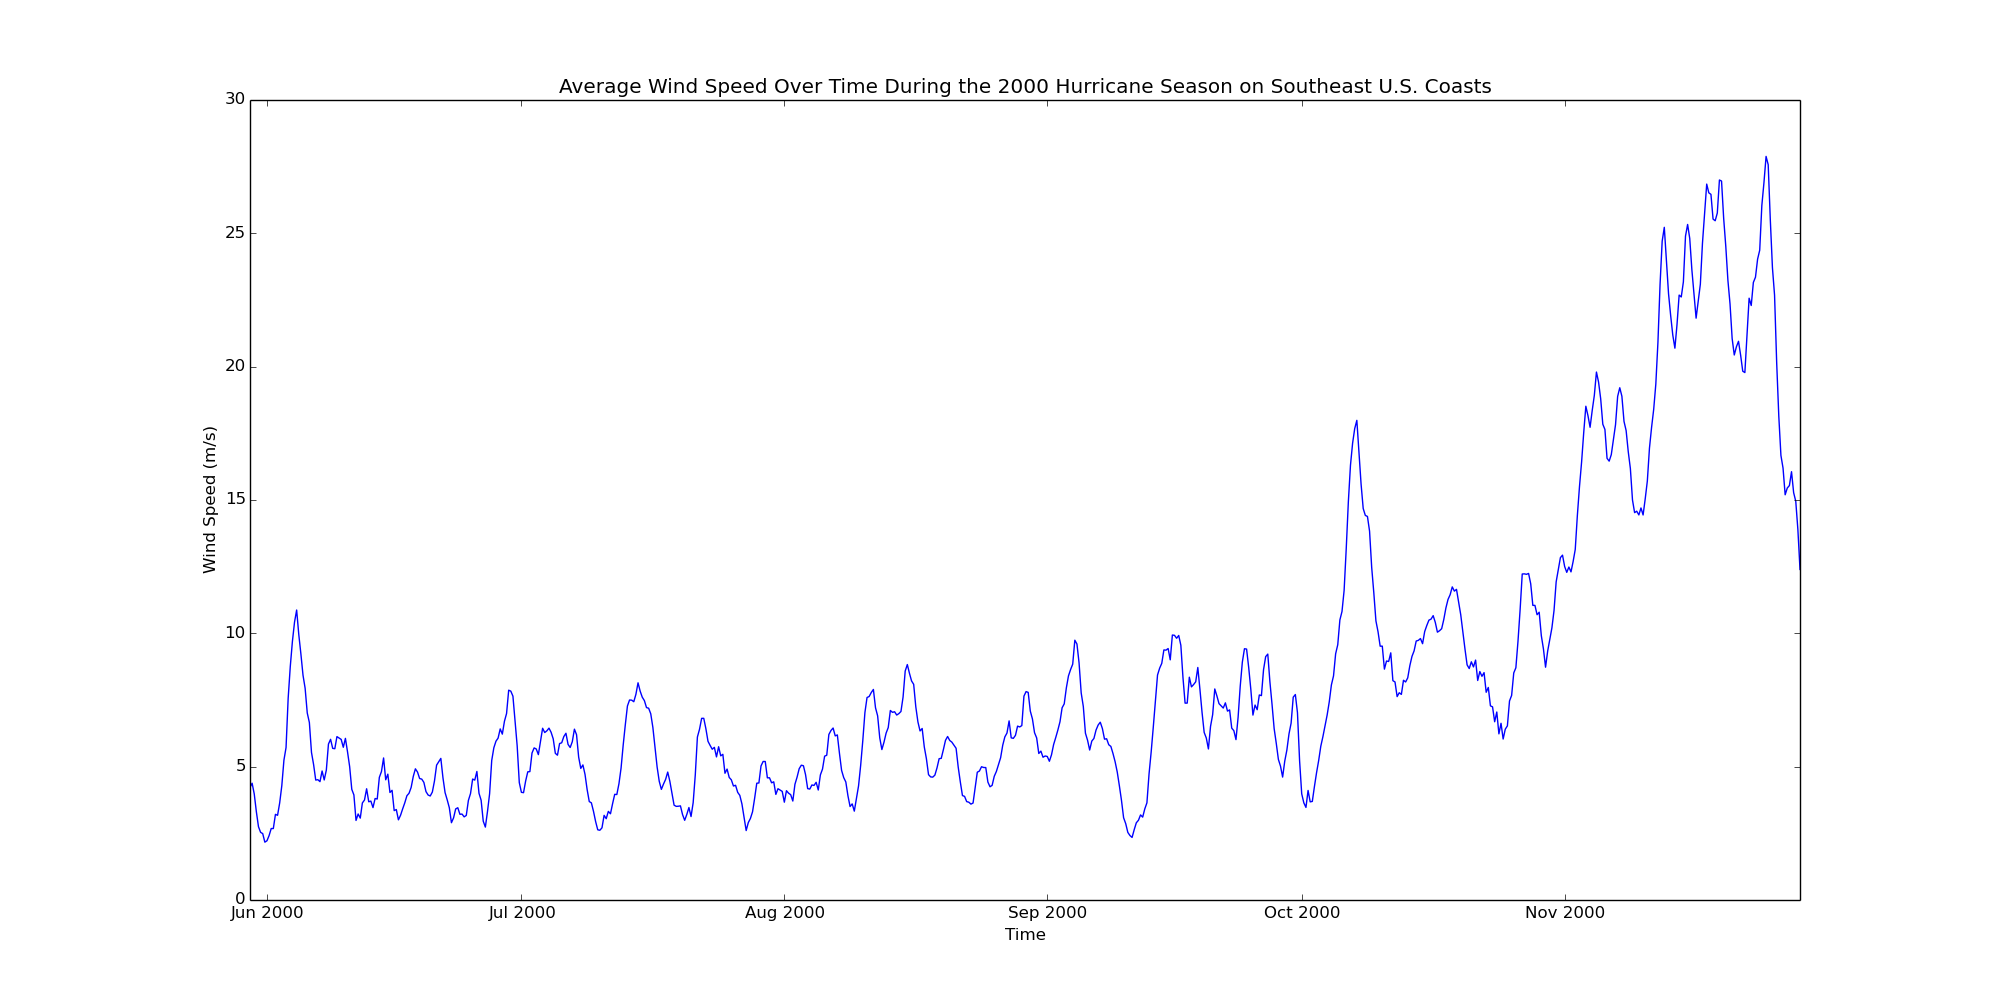 Average Wind Speed Over Time During the 2000 Hurricane Season on Southeast U.S. Coasts
30
25
20
15
10
5
0
Wind Speed (m/s)
Jun 2000 Jul 2000 Aug 2000 Sep 2000 Oct 2000 Nov 2000
Time